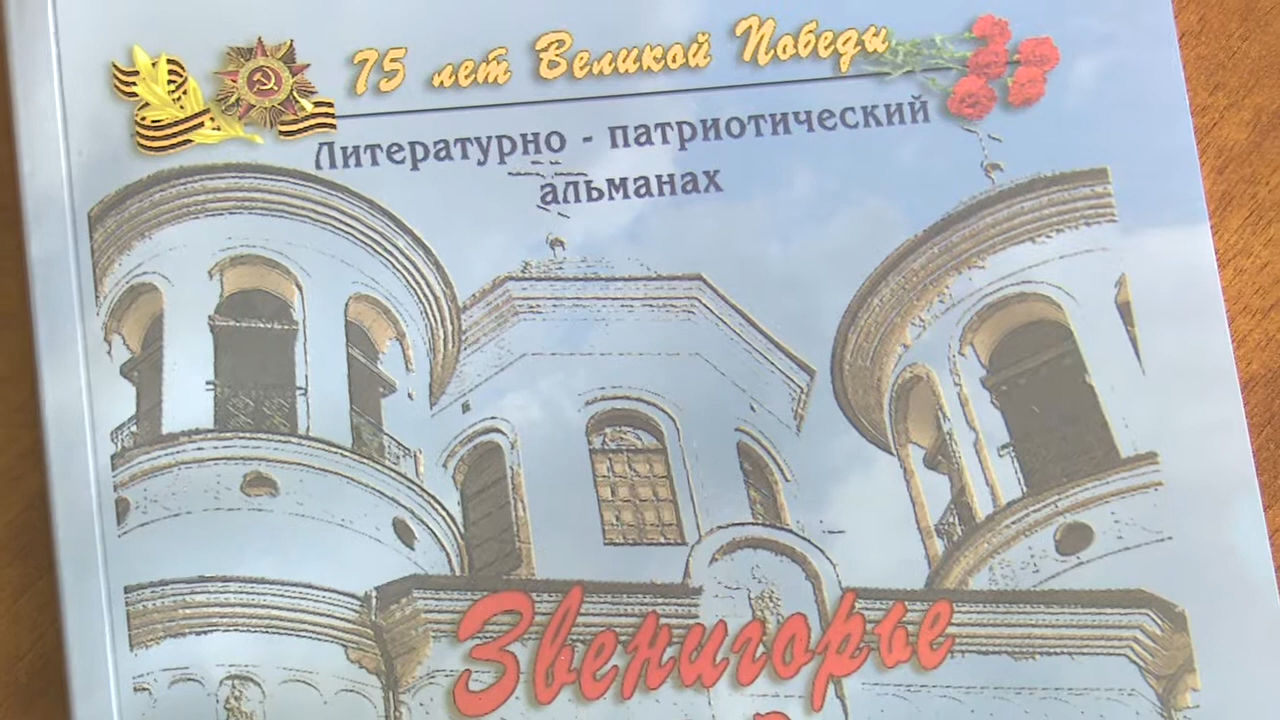 75 лет Великой Победы
Литературно - патриотический
альманах
Звенигорье